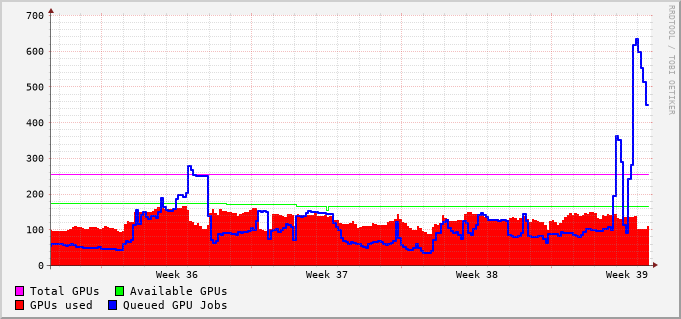 700
600
500
400
300
200
100
0
Week 36 Week 37 Week 38 Week 39
Total GPUs Available GPUs
GPUs used Queued GPU Jobs
RRDTOOL / TOBI OETIKER